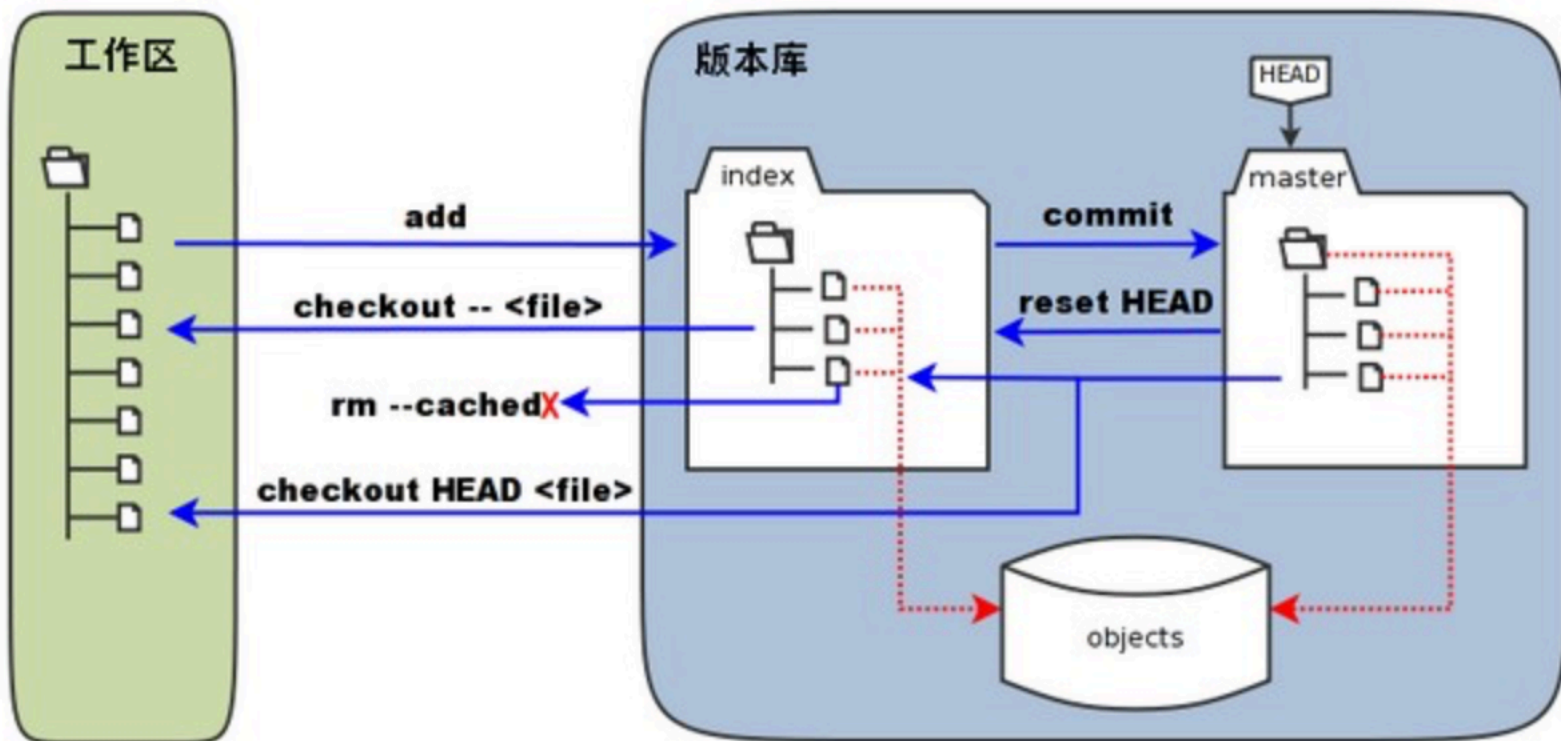 工作区
版本库
HEAD
index
master
add
commit
checkout -- <file>
reset HEAD
rm --cachedX
checkout HEAD <file>
objects